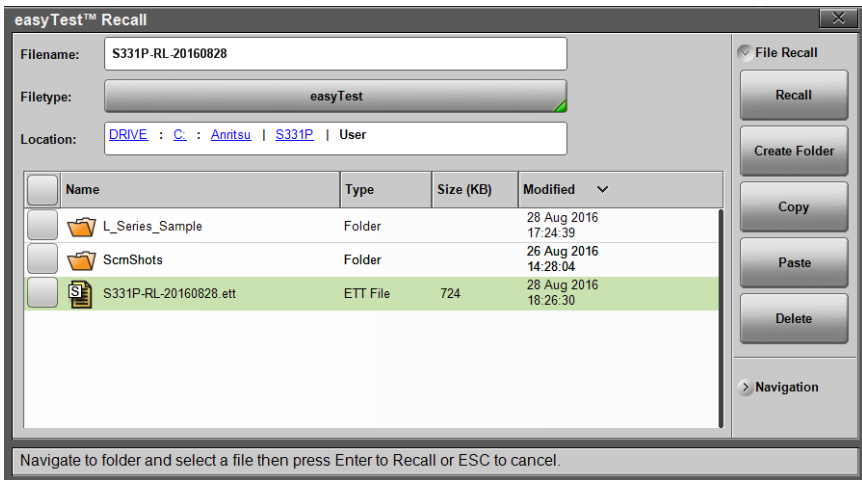 easyTest™ Recall
Filename: S331P-RL-20160828
Filetype: easyTest
Location: DRIVE : C: : Anritsu | S331P | User
Name Type Size (KB) Modified
L_Series_Sample Folder 28 Aug 2016
17:24:39
ScrnShots Folder 26 Aug 2016
14:28:04
S331P-RL-20160828.ett ETT File 724 28 Aug 2016
18:26:30
File Recall
Recall
Create Folder
Copy
Paste
Delete
Navigation
Navigate to folder and select a file then press Enter to Recall or ESC to cancel.